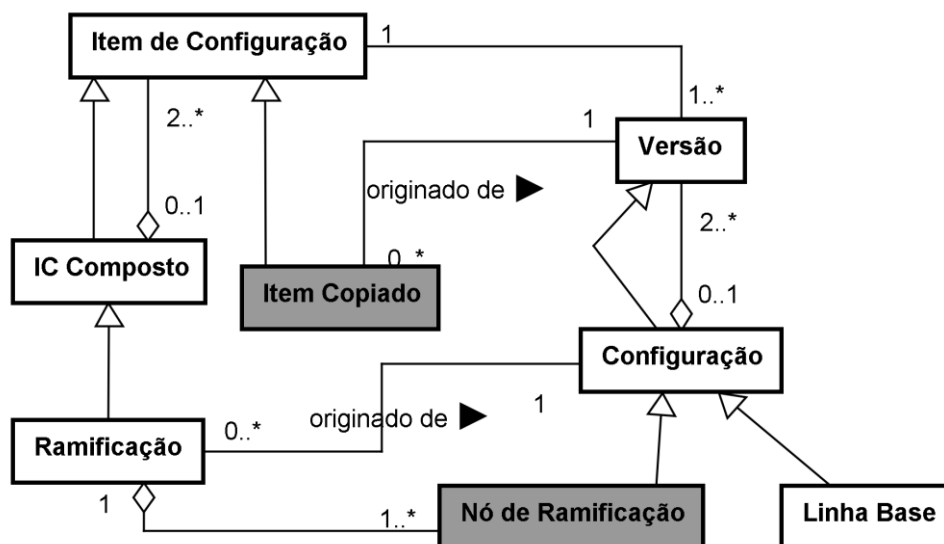 Item de Configuração
1
2..*
1..*
1
Versão
originado de
0..1
2..*
IC Composto
0..*
0..1
Item Copiado
Configuração
originado de
1
Ramificação
0..*
1
1..*
Nó de Ramificação
Linha Base